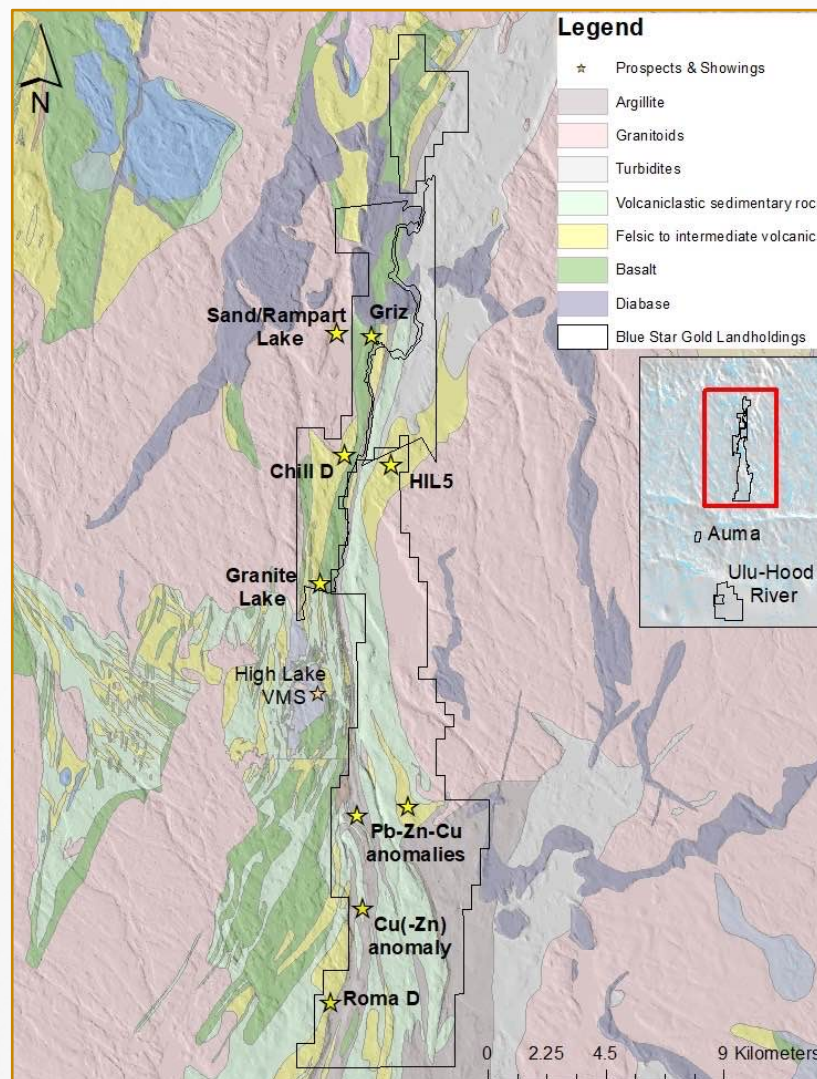 Legend
Prospects & Showings
Argillite
Granitoids
Turbidites
Volcaniclastic sedimentary roc
Felsic to intermediate volcanics
Basalt
Diabase
Blue Star Gold Landholdings
N
Sand/Rampart
Lake
Griz
Chill D
HIL5
Granite
Lake
High Lake
VMS
Auma
Ulu-Hood
River
Pb-Zn-Cu
anomalies
Cu(-Zn)
anomaly
Roma D
0 2.25 4.5 9 Kilometers